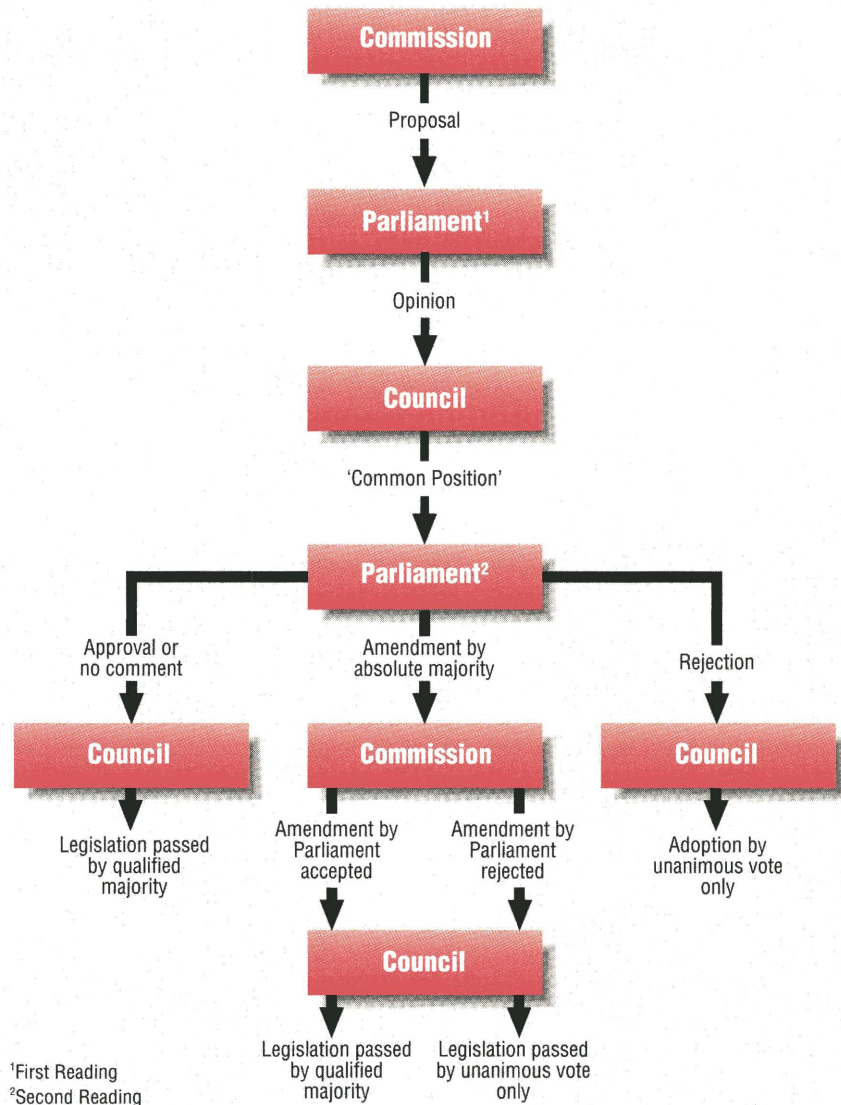 Commission
Proposal
Parliament¹
Opinion
Council
‘Common Position’
Parliament²
Approval or
no comment
Amendment by
absolute majority
Rejection
Council
Commission
Council
Legislation passed
by qualified
majority
Amendment by
Parliament
accepted
Amendment by
Parliament
rejected
Adoption by
unanimous vote
only
Council
Legislation passed
by qualified
majority
Legislation passed
by unanimous vote
only
¹First Reading
²Second Reading